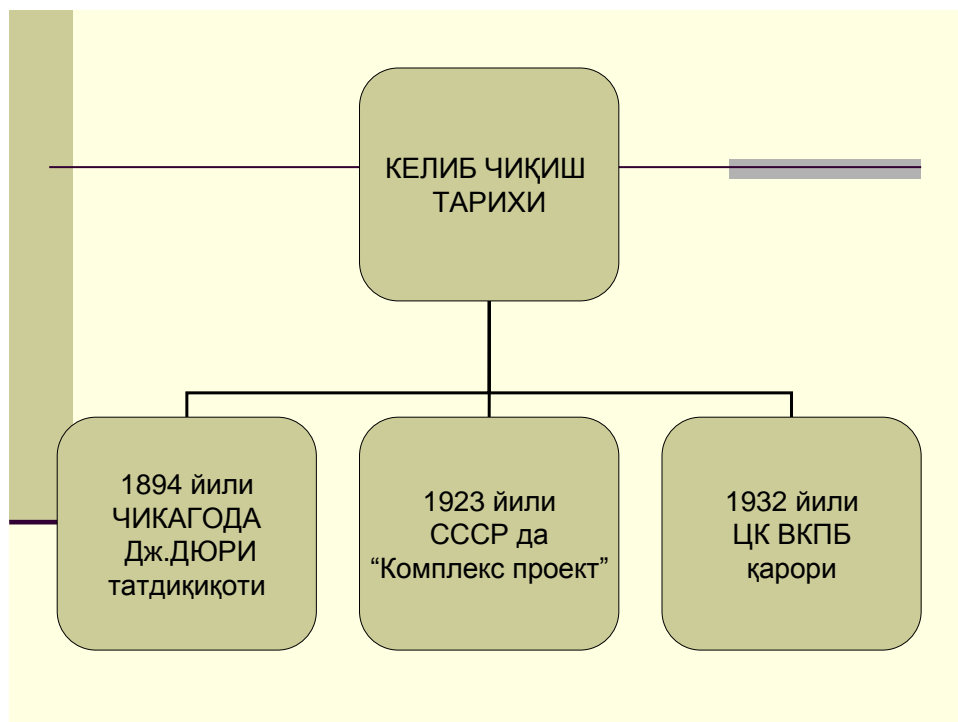 КЕЛИБ ЧИҚИШ
ТАРИХИ
1894 йили
ЧИКАГОДА
Дж.ДЮРИ
татдиқиқоти
1923 йили
СССР да
“Комплекс проект”
1932 йили
ЦК ВКПБ
қарори